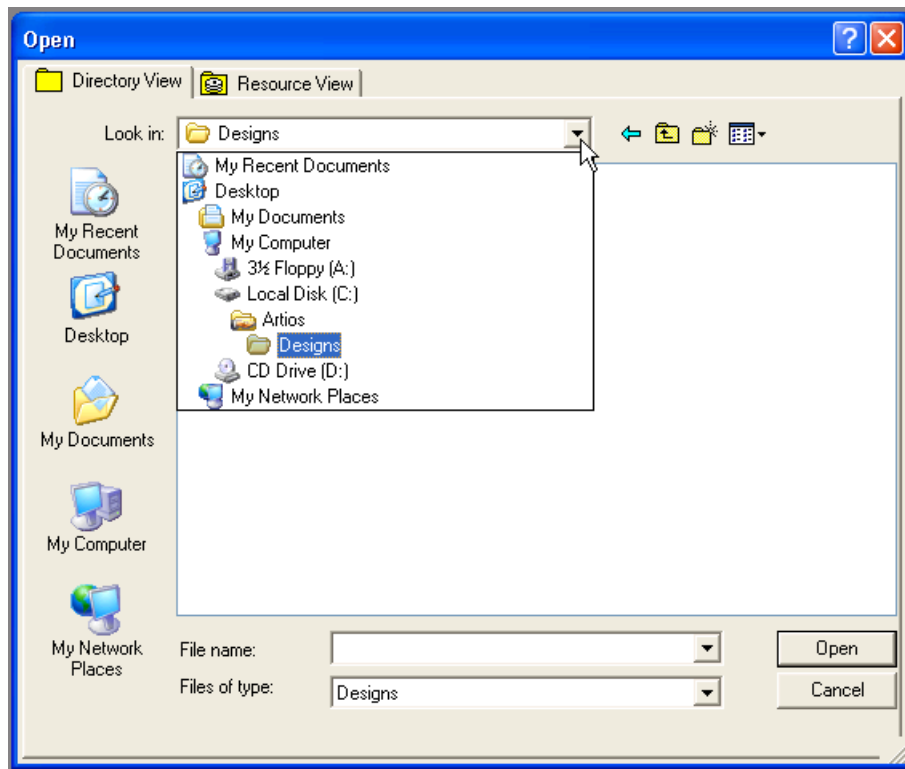 Open
Directory View
Resource View
Look in:
Designs
My Recent Documents
Desktop
My Documents
My Computer
3½ Floppy (A:)
Local Disk (C:)
Artios
Designs
CD Drive (D:)
My Network Places
My Recent
Documents
Desktop
My Documents
My Computer
My Network
Places
File name:
Open
Files of type:
Designs
Cancel